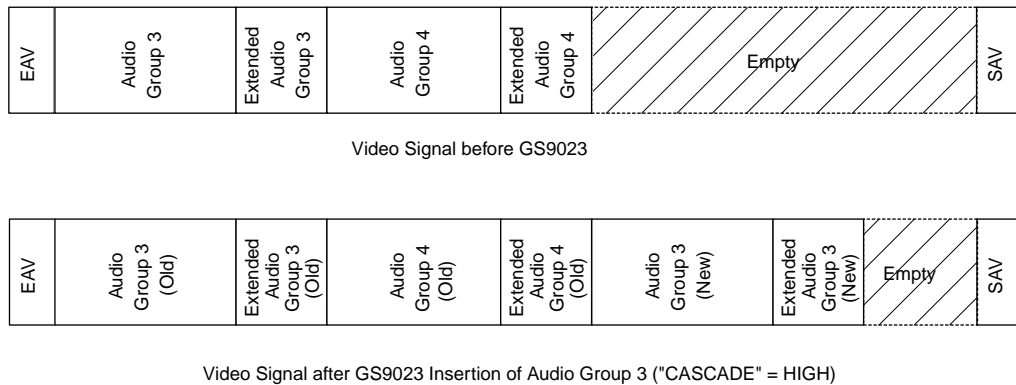 EAV
Audio
Group 3
Extended
Audio
Group 3
Audio
Group 4
Extended
Audio
Group 4
Empty
SAV
Video Signal before GS9023
EAV
Audio
Group 3
(Old)
Extended
Audio
Group 3
(Old)
Audio
Group 4
(Old)
Extended
Audio
Group 4
(Old)
Audio
Group 3
(New)
Extended
Audio
Group 3
(New)
Empty
SAV
Video Signal after GS9023 Insertion of Audio Group 3 ("CASCADE" = HIGH)